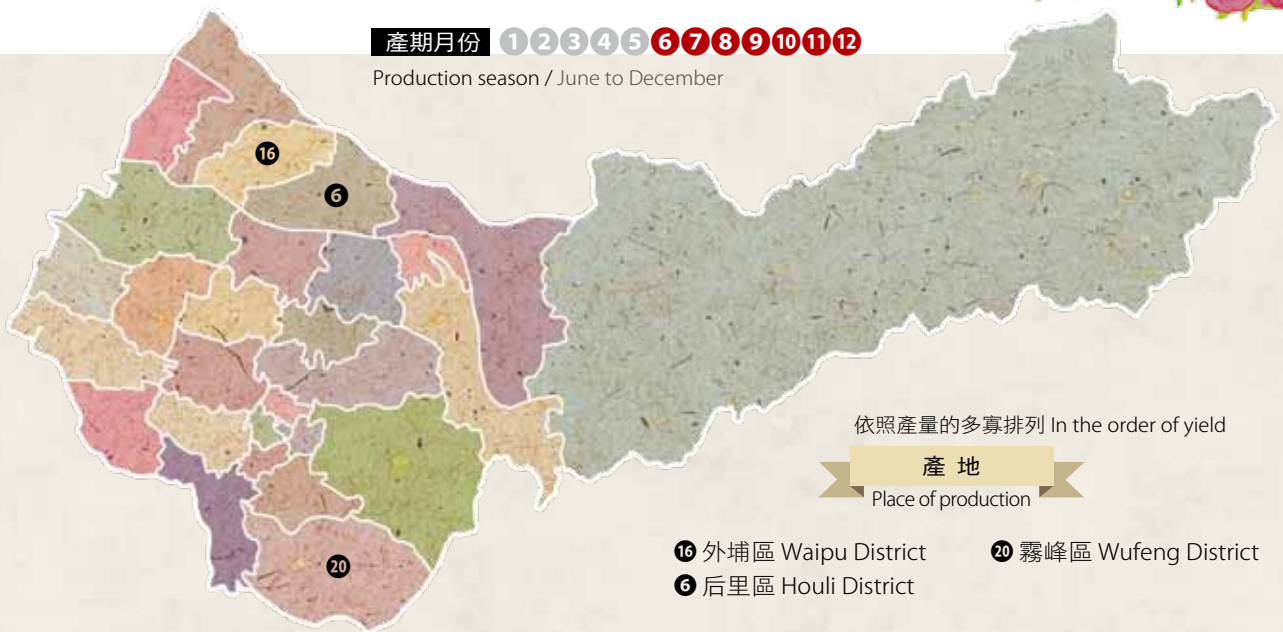 產期月份 1 2 3 4 5 6 7 8 9 10 11 12
Production season / June to December
16
6
20
依照產量的多寡排列 In the order of yield
產 地
Place of production
16 外埔區 Waipu District
6 后里區 Houli District
20 霧峰區 Wufeng District